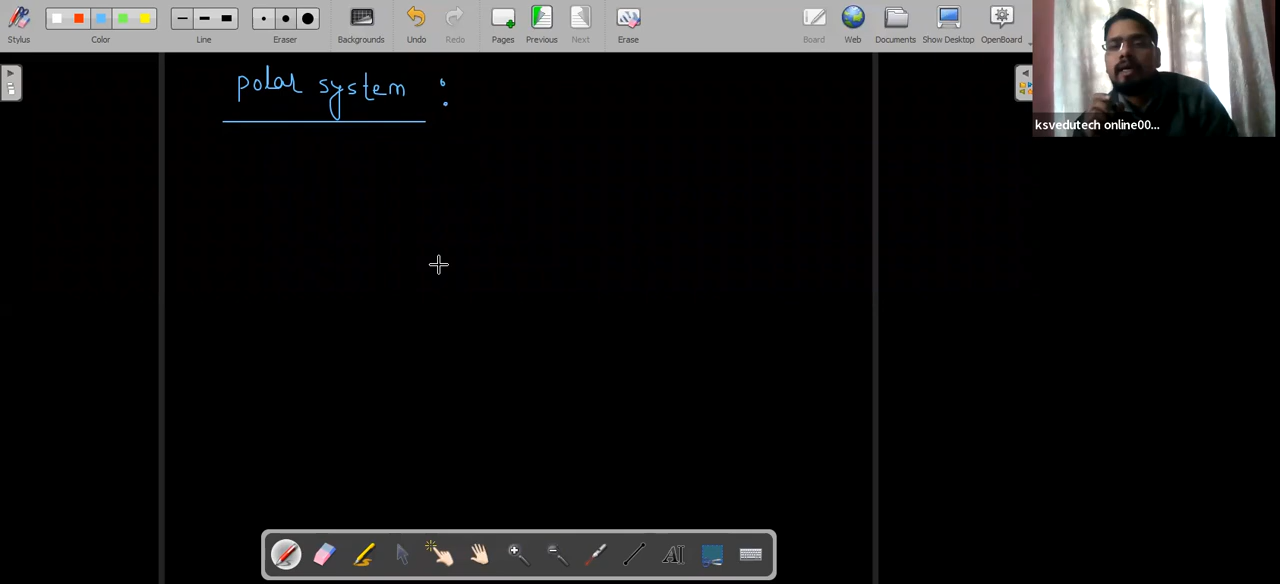 Stylus
Color
Line
Eraser
Backgrounds
Undo
Redo
Pages
Previous
Next
Erase
Board
Web
Documents
Show Desktop
OpenBoard
polar system :
ksvedutech online00...
AI